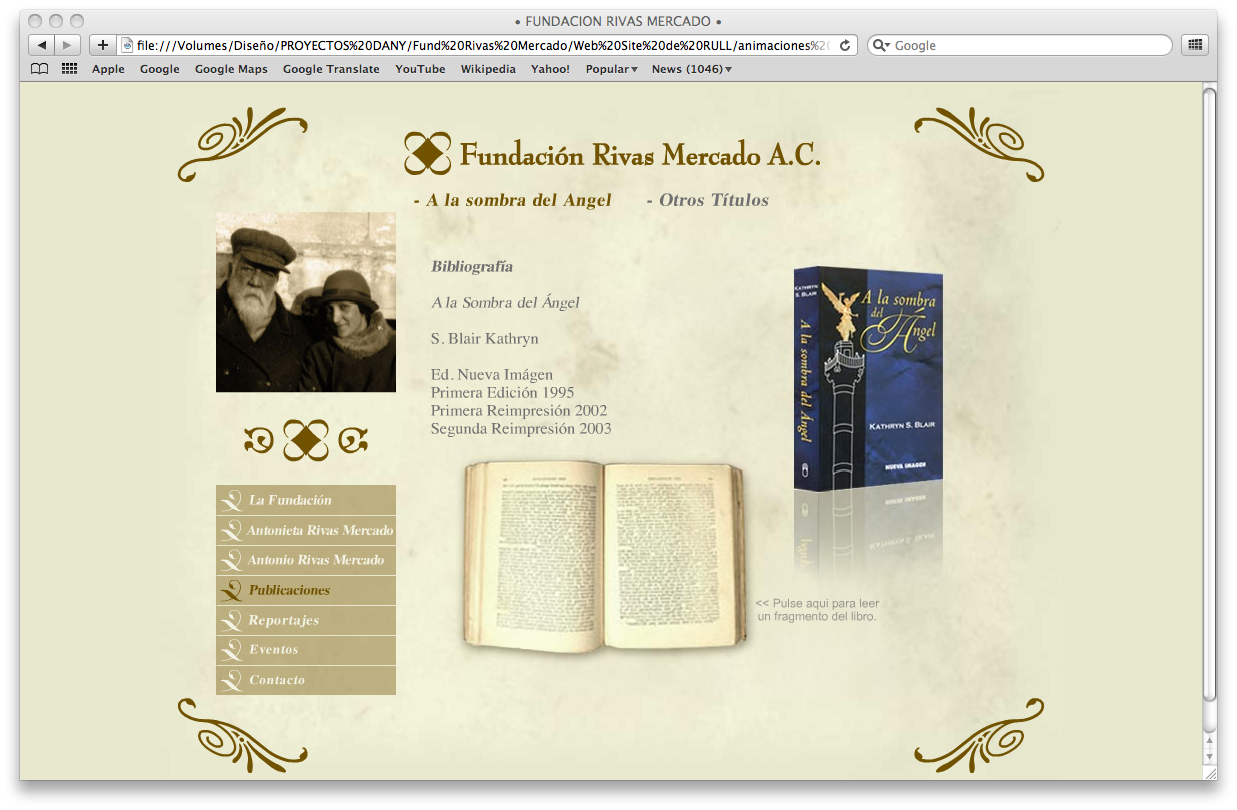 • FUNDACION RIVAS MERCADO •
file:///Volumes/Diseño/PROYECTOS%20DANY/Fund%20Rivas%20Mercado/Web%20Site%20de%20RULL/animaciones%2
Google
Apple Google Google Maps Google Translate YouTube Wikipedia Yahoo! Popular News (1046)
Fundación Rivas Mercado A.C.
- A la sombra del Angel - Otros Títulos
Bibliografía
A la Sombra del Ángel
S. Blair Kathryn
Ed. Nueva Imágen
Primera Edición 1995
Primera Reimpresión 2002
Segunda Reimpresión 2003
KATHRYN
S. BLAIR
A la sombra del Ángel
A la sombra
del
Ángel
KATHRYN S. BLAIR
NUEVA IMAGEN
La Fundación
Antonieta Rivas Mercado
Antonio Rivas Mercado
Publicaciones
Reportajes
Eventos
Contacto
<< Pulse aqui para leer
un fragmento del libro.